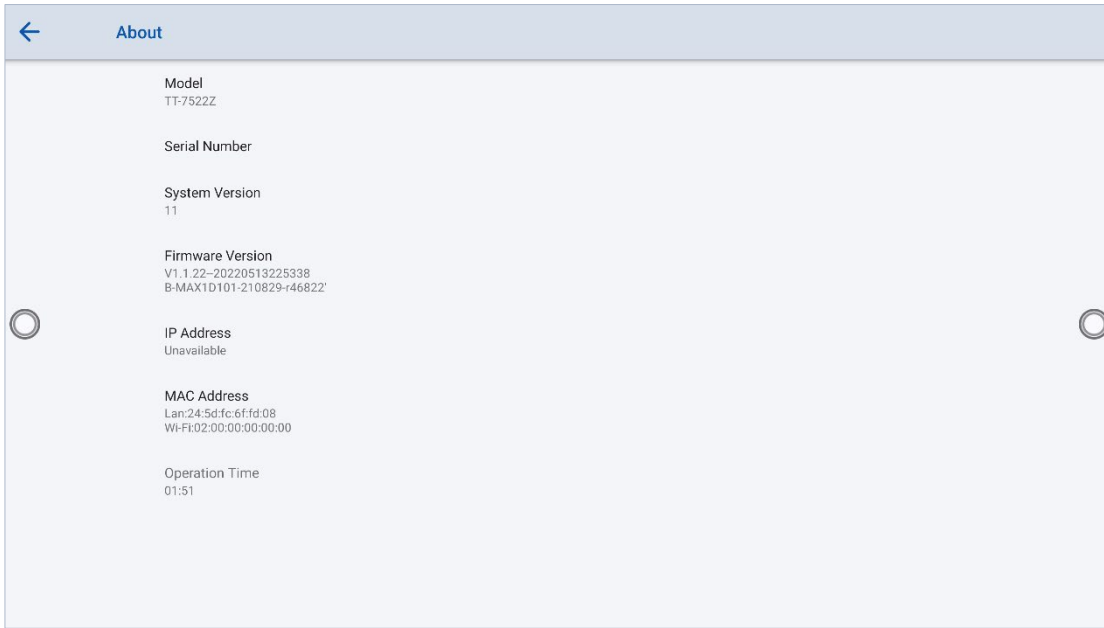 About
Model
TT-7522Z
Serial Number
System Version
11
Firmware Version
V1.1.22--20220513225338
B-MAX1D101-210829-r46822'
IP Address
Unavailable
MAC Address
Lan:24:5d:fc:6f:fd:08
Wi-Fi:02:00:00:00:00:00
Operation Time
01:51